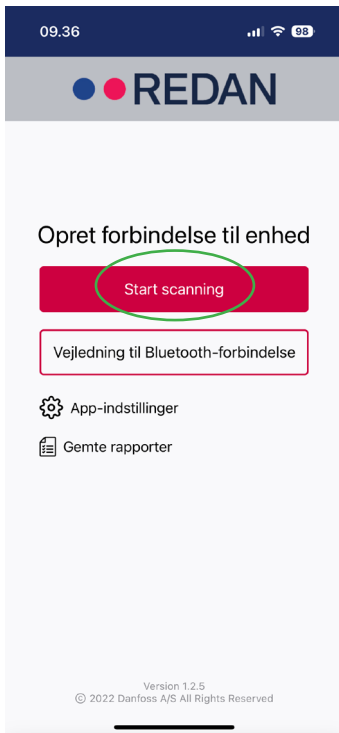 09.36
98
REDAN
Opret forbindelse til enhed
Start scanning
Vejledning til Bluetooth-forbindelse
App-indstillinger
Gemte rapporter
Version 1.2.5
© 2022 Danfoss A/S All Rights Reserved